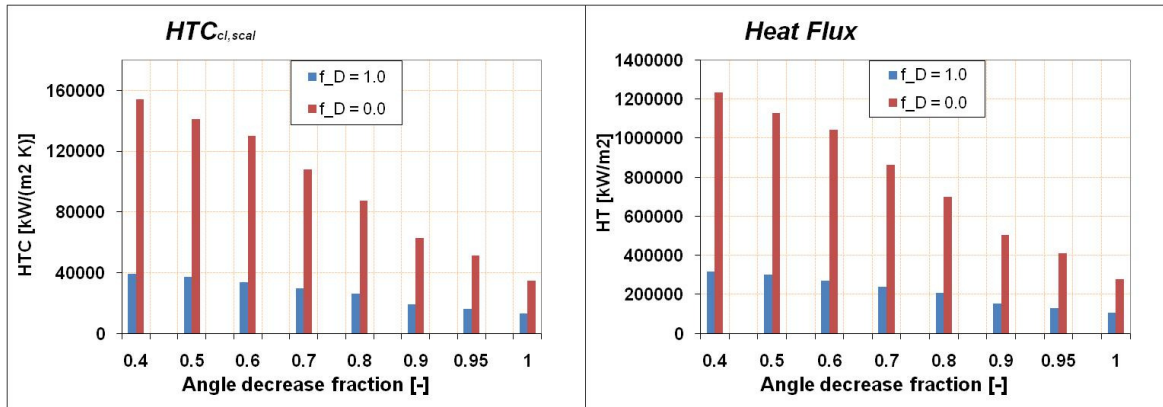 HTCcl,scal
f_D = 1.0
f_D = 0.0
HTC [kW/(m2 K)]
160000
120000
80000
40000
0
0.4 0.5 0.6 0.7 0.8 0.9 0.95 1
Angle decrease fraction [-]
Heat Flux
f_D = 1.0
f_D = 0.0
HT [kW/m2]
1400000
1200000
1000000
800000
600000
400000
200000
0
0.4 0.5 0.6 0.7 0.8 0.9 0.95 1
Angle decrease fraction [-]